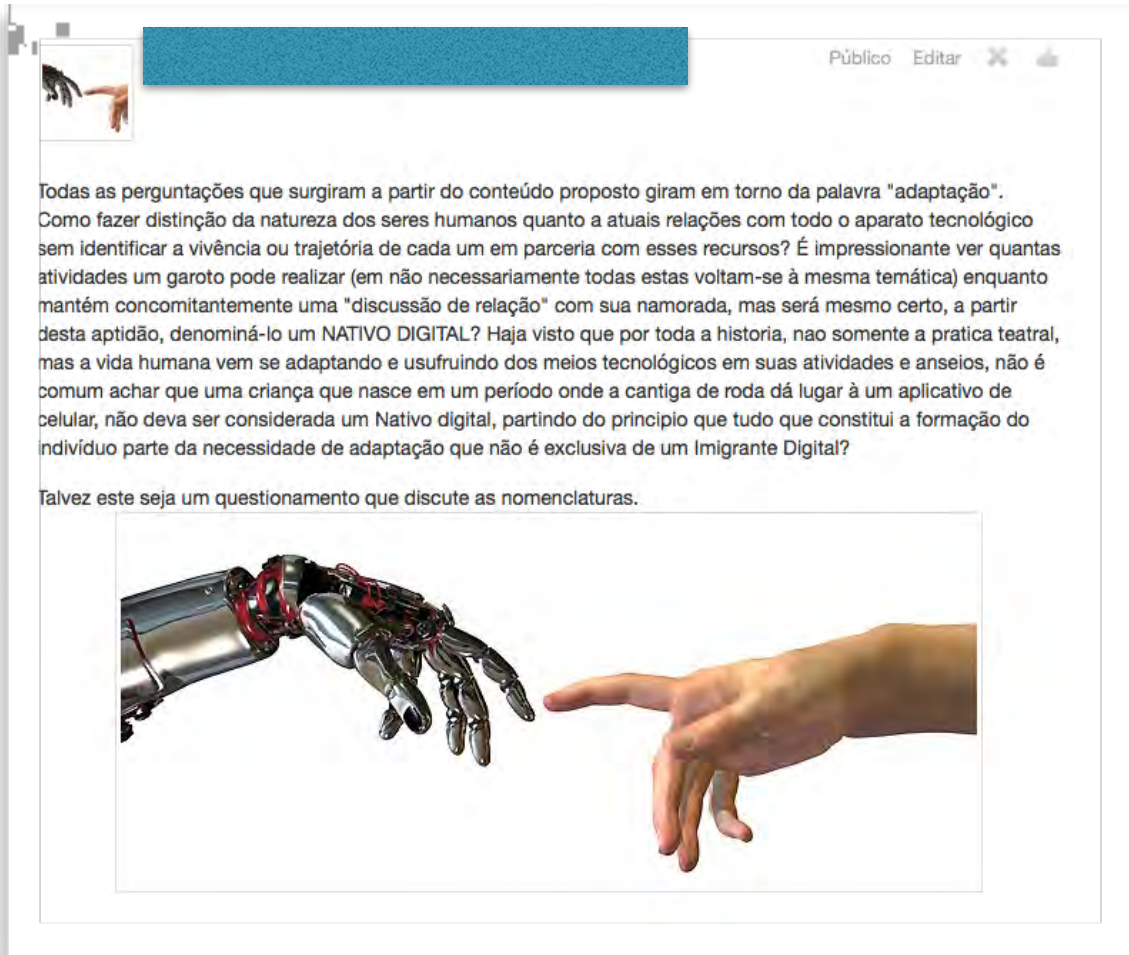 Público Editar
Todas as perguntações que surgiram a partir do conteúdo proposto giram em torno da palavra "adaptação".
Como fazer distinção da natureza dos seres humanos quanto a atuais relações com todo o aparato tecnológico
sem identificar a vivência ou trajetória de cada um em parceria com esses recursos? É impressionante ver quantas
atividades um garoto pode realizar (em não necessariamente todas estas voltam-se à mesma temática) enquanto
mantém concomitantemente uma "discussão de relação" com sua namorada, mas será mesmo certo, a partir
desta aptidão, denominá-lo um NATIVO DIGITAL? Haja visto que por toda a historia, nao somente a pratica teatral,
mas a vida humana vem se adaptando e usufruindo dos meios tecnológicos em suas atividades e anseios, não é
comum achar que uma criança que nasce em um período onde a cantiga de roda dá lugar à um aplicativo de
celular, não deva ser considerada um Nativo digital, partindo do principio que tudo que constitui a formação do
indivíduo parte da necessidade de adaptação que não é exclusiva de um Imigrante Digital?
Talvez este seja um questionamento que discute as nomenclaturas.